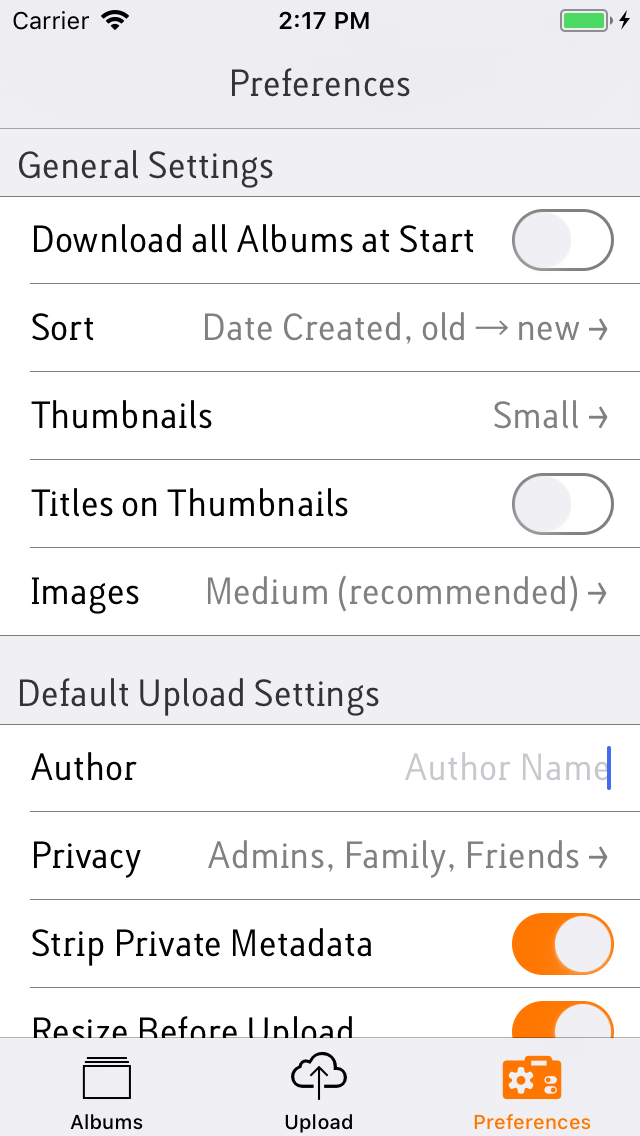 Carrier 2:17 PM
Preferences
General Settings
Download all Albums at Start
Sort Date Created, old → new →
Thumbnails Small →
Titles on Thumbnails
Images Medium (recommended) →
Default Upload Settings
Author Author Name
Privacy Admins, Family, Friends →
Strip Private Metadata
Resize Before Upload
Albums Upload Preferences